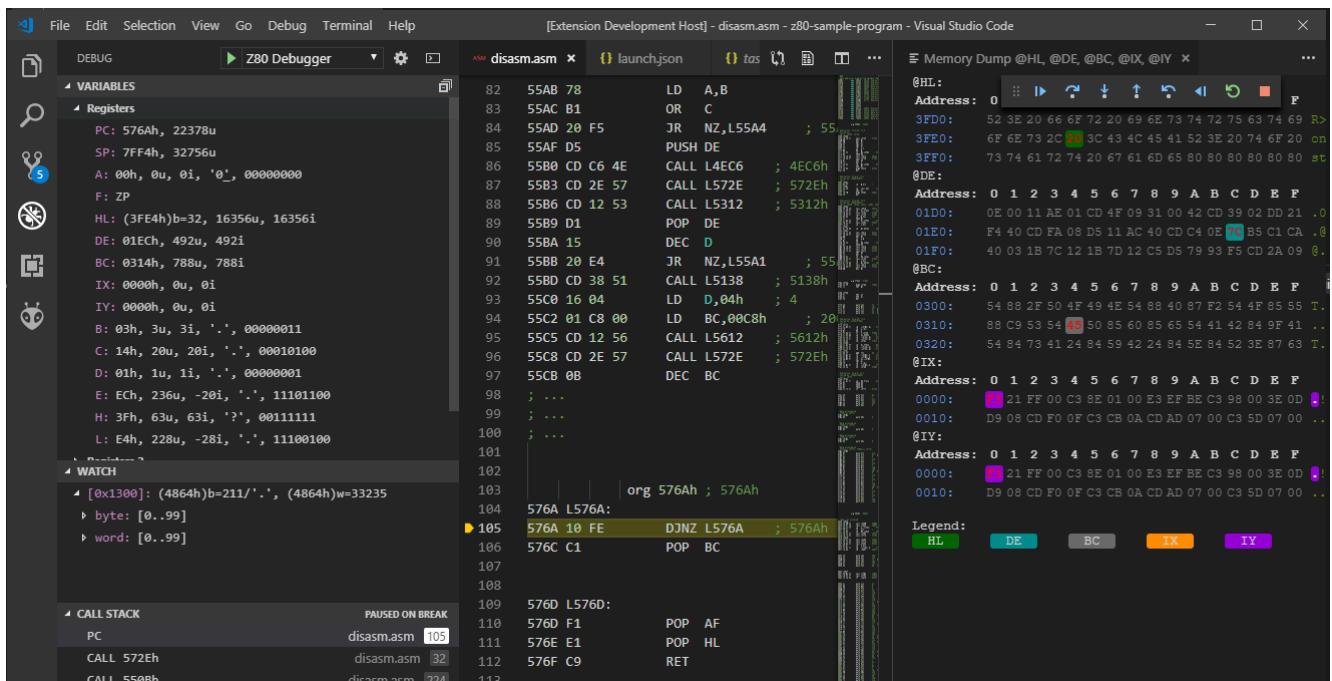 File Edit Selection View Go Debug Terminal Help [Extension Development Host] - disasm.asm - z80-sample-program - Visual Studio Code
DEBUG Z80 Debugger
VARIABLES
Registers
PC: 576Ah, 22378u
SP: 7FF4h, 32756u
A: 00h, 0u, 0i, '0̲', 00000000
F: ZP
HL: (3FE4h)b=32, 16356u, 16356i
DE: 01ECh, 492u, 492i
BC: 0314h, 788u, 788i
IX: 0000h, 0u, 0i
IY: 0000h, 0u, 0i
B: 03h, 3u, 3i, '.', 00000011
C: 14h, 20u, 20i, '.', 00010100
D: 01h, 1u, 1i, '.', 00000001
E: ECh, 236u, -20i, '.', 11101100
H: 3Fh, 63u, 63i, '?', 00111111
L: E4h, 228u, -28i, '.', 11100100
5
WATCH
[0x1300]: (4864h)b=211/'.', (4864h)w=33235
byte: [0..99]
word: [0..99]
CALL STACK PAUSED ON BREAK
PC disasm.asm 105
CALL 572Eh disasm.asm 32
CALL 550Bh disasm.asm 224
ASM disasm.asm × {} launch.json {} tas
82 55AB 78 LD A,B
83 55AC B1 OR C
84 55AD 20 F5 JR NZ,L55A4 ; 55
85 55AF D5 PUSH DE
86 55B0 CD C6 4E CALL L4EC6 ; 4EC6h
87 55B3 CD 2E 57 CALL L572E ; 572Eh
88 55B6 CD 12 53 CALL L5312 ; 5312h
89 55B9 D1 POP DE
90 55BA 15 DEC D
91 55BB 20 E4 JR NZ,L55A1 ; 55
92 55BD CD 38 51 CALL L5138 ; 5138h
93 55C0 16 04 LD D,04h ; 4
94 55C2 01 C8 00 LD BC,00C8h ; 20
95 55C5 CD 12 56 CALL L5612 ; 5612h
96 55C8 CD 2E 57 CALL L572E ; 572Eh
97 55CB 0B DEC BC
98 ; ...
99 ; ...
100 ; ...
101
102
103 org 576Ah ; 576Ah
104 576A L576A:
105 576A 10 FE DJNZ L576A ; 576Ah
106 576C C1 POP BC
107
108
109 576D L576D:
110 576D F1 POP AF
111 576E E1 POP HL
112 576F C9 RET
113
Memory Dump @HL, @DE, @BC, @IX, @IY ×
@HL:
Address: 0 F
3FD0: 52 3E 20 66 6F 72 20 69 6E 73 74 72 75 63 74 69 R>
3FE0: 6F 6E 73 2C 20 3C 43 4C 45 41 52 3E 20 74 6F 20 on
3FF0: 73 74 61 72 74 20 67 61 6D 65 80 80 80 80 80 80 st
@DE:
Address: 0 1 2 3 4 5 6 7 8 9 A B C D E F
01D0: 0E 00 11 AE 01 CD 4F 09 31 00 42 CD 39 02 DD 21 .0
01E0: F4 40 CD FA 08 D5 11 AC 40 CD C4 0E 7C B5 C1 CA .@
01F0: 40 03 1B 7C 12 1B 7D 12 C5 D5 79 93 F5 CD 2A 09 @.
@BC:
Address: 0 1 2 3 4 5 6 7 8 9 A B C D E F
0300: 54 88 2F 50 4F 49 4E 54 88 40 87 F2 54 4F 85 55 T.
0310: 88 C9 53 54 45 50 85 60 85 65 54 41 42 84 9F 41 ..
0320: 54 84 73 41 24 84 59 42 24 84 5E 84 52 3E 87 63 T.
@IX:
Address: 0 1 2 3 4 5 6 7 8 9 A B C D E F
0000: 21 FF 00 C3 8E 01 00 E3 EF BE C3 98 00 3E 0D .!
0010: D9 08 CD F0 0F C3 CB 0A CD AD 07 00 C3 5D 07 00 ..
@IY:
Address: 0 1 2 3 4 5 6 7 8 9 A B C D E F
0000: 21 FF 00 C3 8E 01 00 E3 EF BE C3 98 00 3E 0D .!
0010: D9 08 CD F0 0F C3 CB 0A CD AD 07 00 C3 5D 07 00 ..
Legend:
HL DE BC IX IY